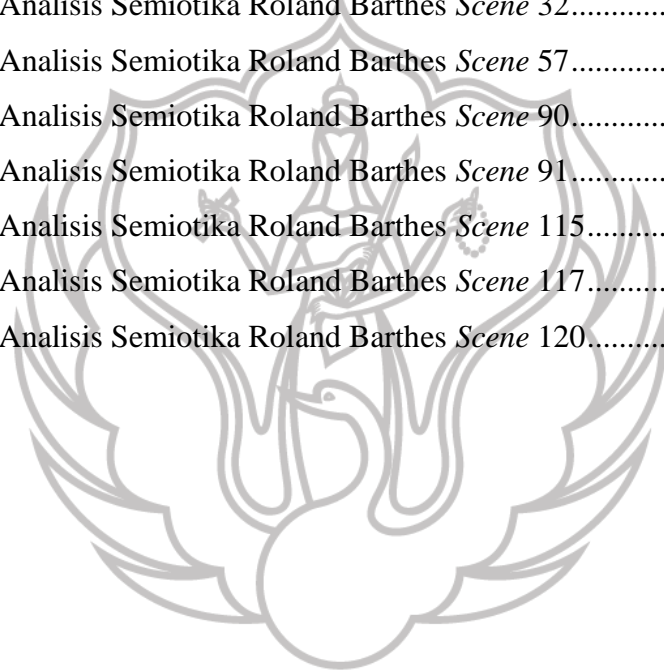 Analisis Semiotika Roland Barthes Scene 32.............
Analisis Semiotika Roland Barthes Scene 57.............
Analisis Semiotika Roland Barthes Scene 90.............
Analisis Semiotika Roland Barthes Scene 91.............
Analisis Semiotika Roland Barthes Scene 115...........
Analisis Semiotika Roland Barthes Scene 117...........
Analisis Semiotika Roland Barthes Scene 120...........